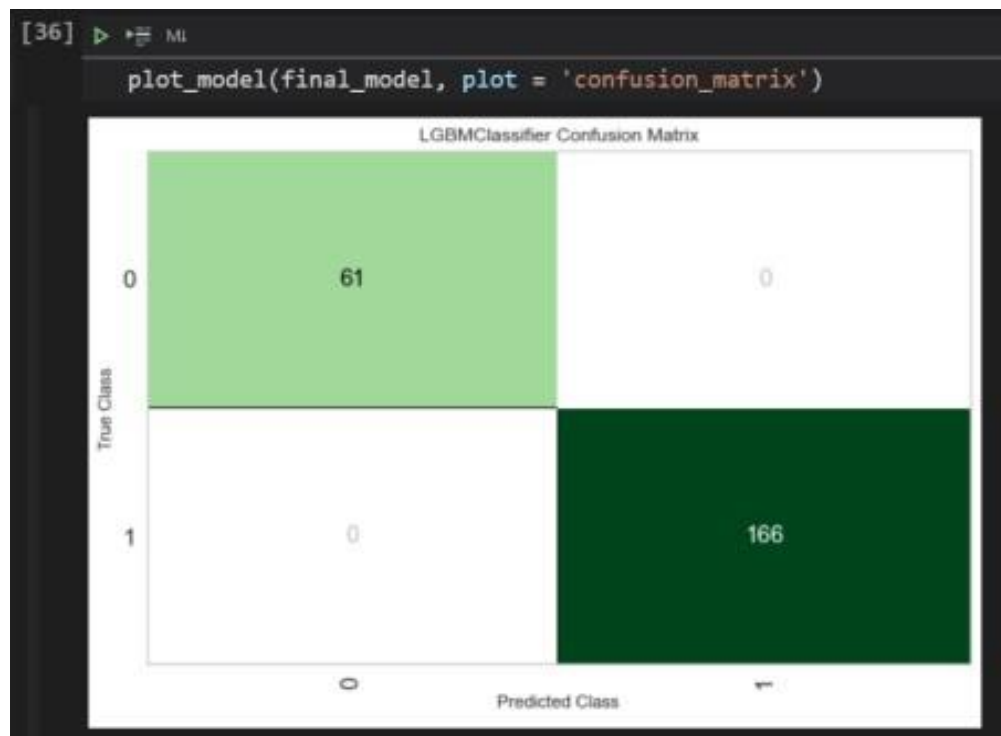 [36] M↓
plot_model(final_model, plot = 'confusion_matrix')
LGBMClassifier Confusion Matrix
0
61
0
True Class
1
0
166
0
1
Predicted Class